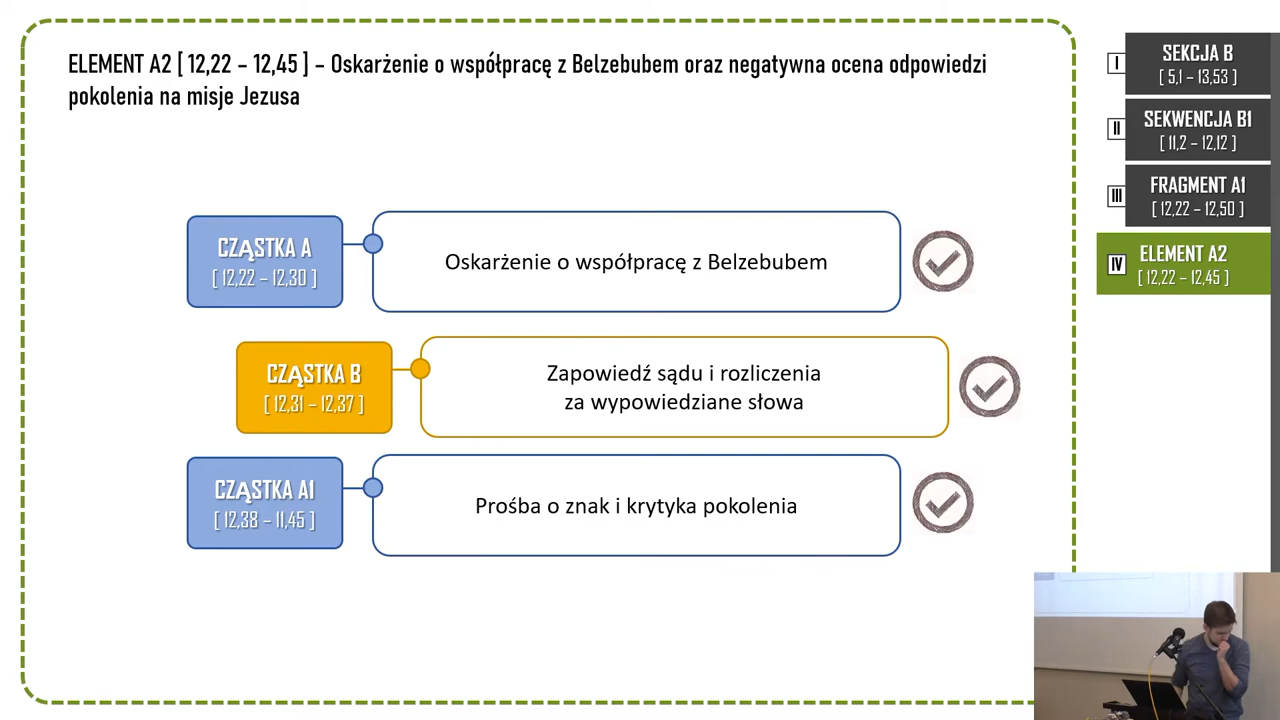 ELEMENT A2 [ 12,22 – 12,45 ] – Oskarżenie o współpracę z Belzebubem oraz negatywna ocena odpowiedzi
pokolenia na misje Jezusa
CZĄSTKA A
[ 12,22 – 12,30 ]
Oskarżenie o współpracę z Belzebubem
CZĄSTKA B
[ 12,31 – 12,37 ]
Zapowiedź sądu i rozliczenia
za wypowiedziane słowa
CZĄSTKA A1
[ 12,38 – 11,45 ]
Prośba o znak i krytyka pokolenia
I
SEKCJA B
[ 5,1 – 13,53 ]
II
SEKWENCJA B1
[ 11,2 – 12,12 ]
III
FRAGMENT A1
[ 12,22 – 12,50 ]
IV
ELEMENT A2
[ 12,22 – 12,45 ]